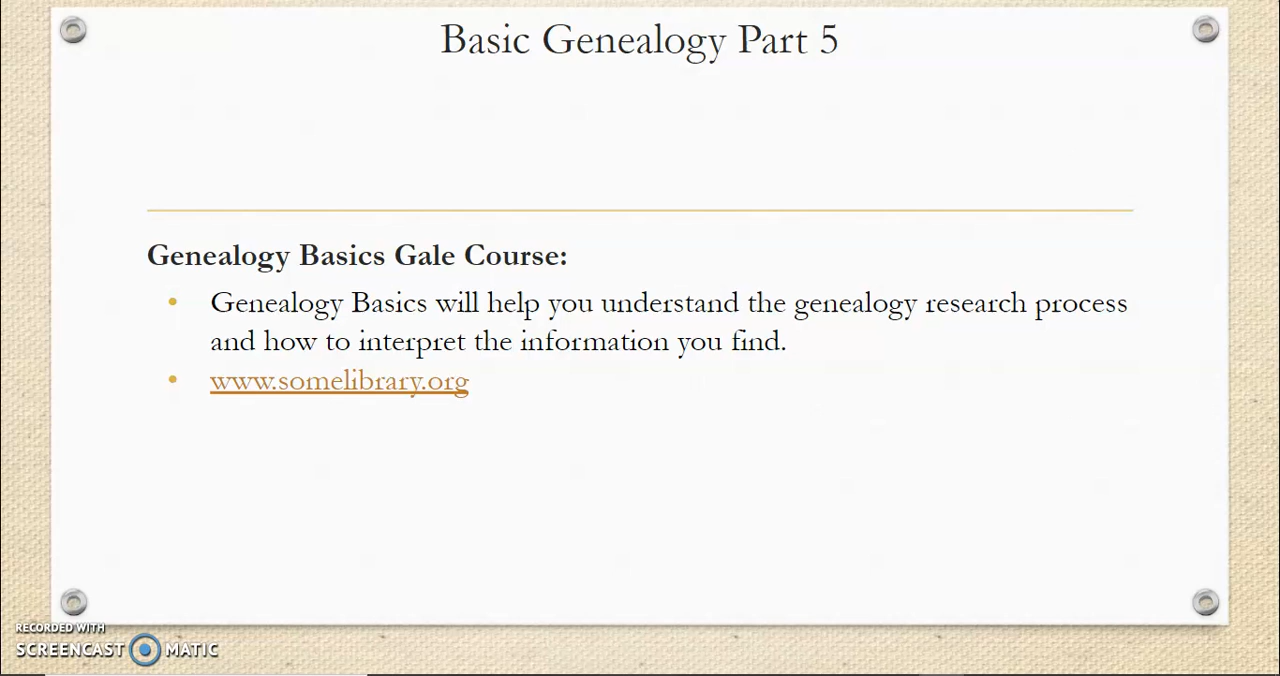 Basic Genealogy Part 5
Genealogy Basics Gale Course:
• Genealogy Basics will help you understand the genealogy research process
and how to interpret the information you find.
• www.somelibrary.org
RECORDED WITH
SCREENCAST MATIC